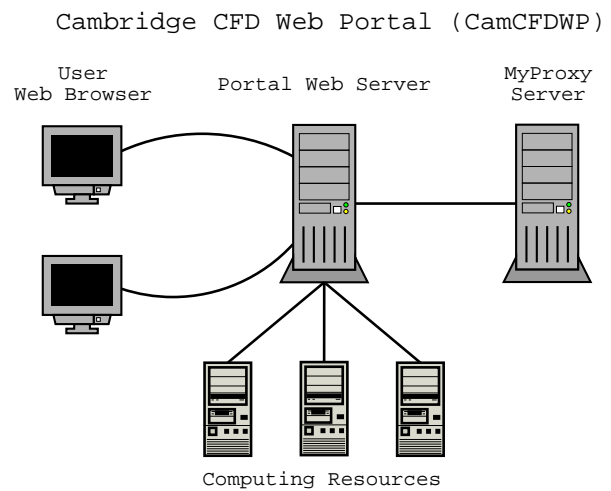 Cambridge CFD Web Portal (CamCFDWP)
User
Web Browser
Portal Web Server
MyProxy
Server
Computing Resources